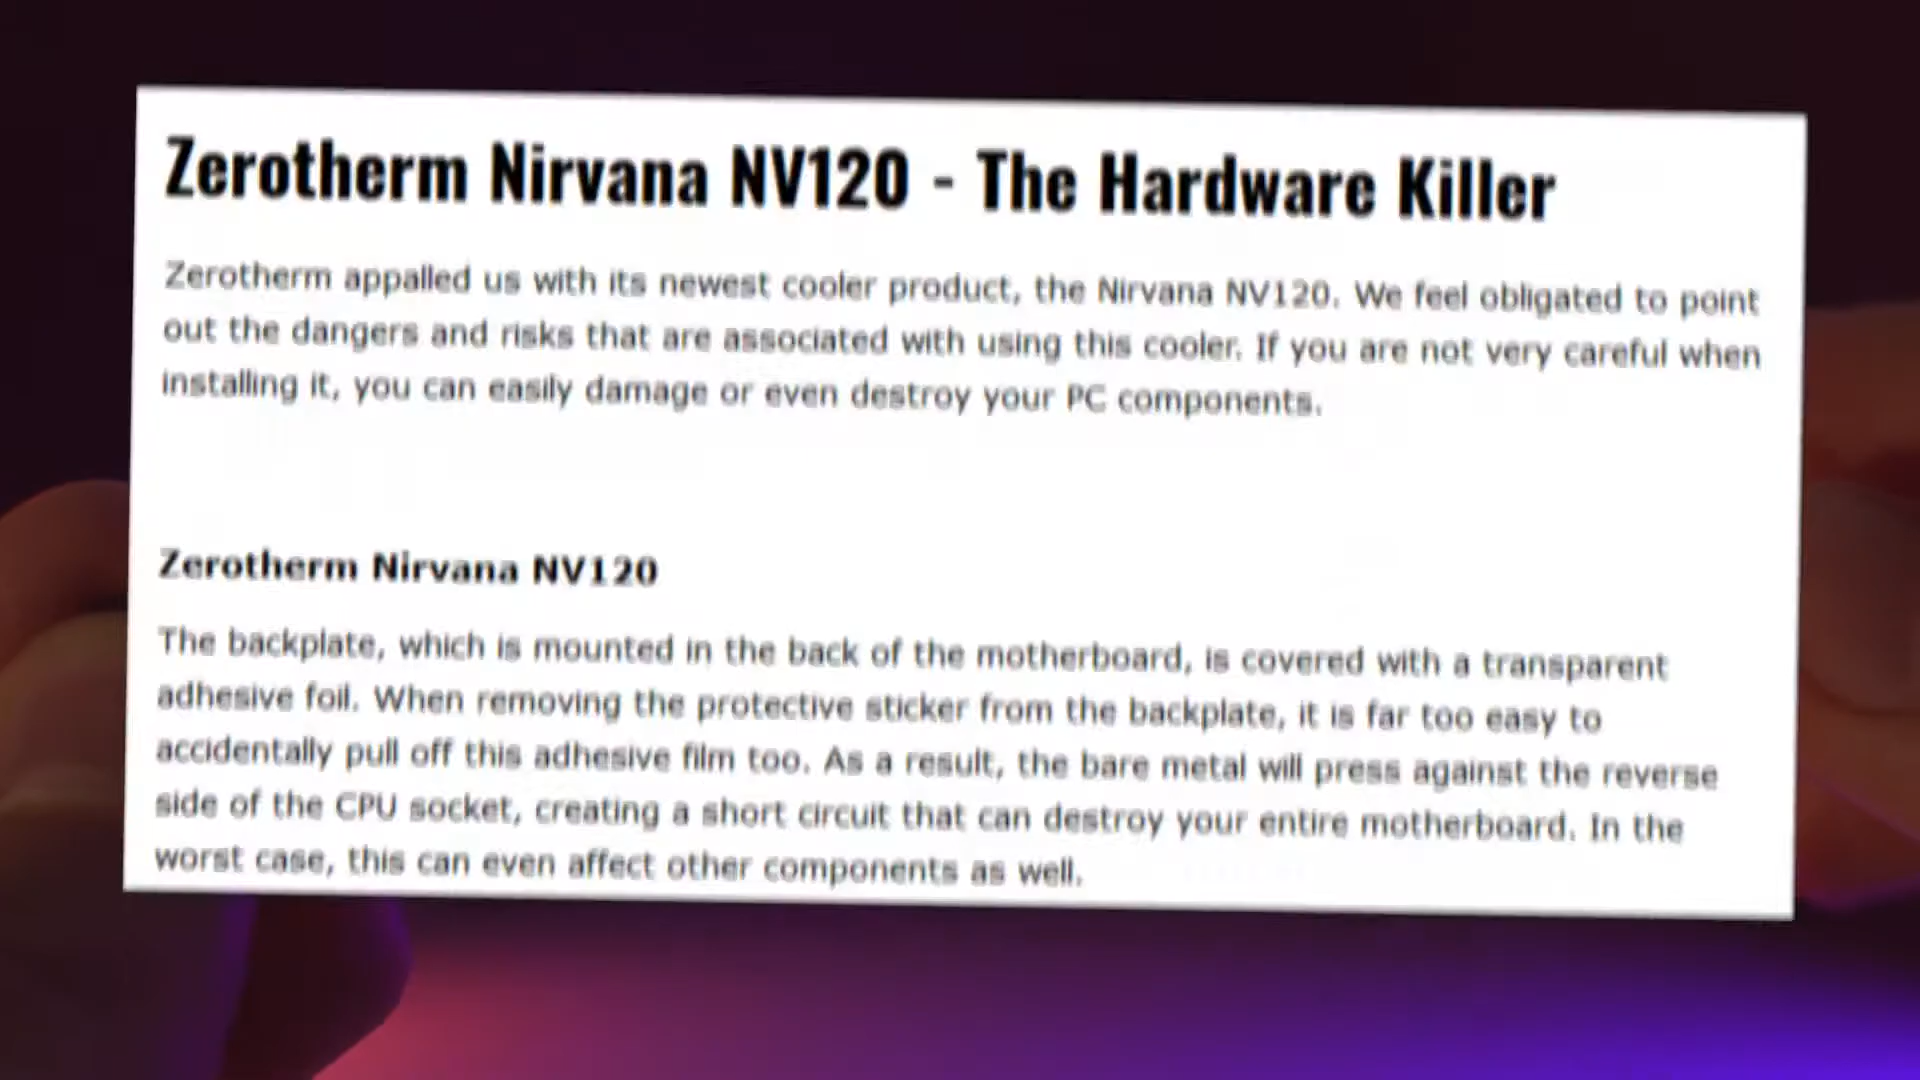 Zerotherm Nirvana NV120 - The Hardware Killer
Zerotherm appalled us with its newest cooler product, the Nirvana NV120. We feel obligated to point
out the dangers and risks that are associated with using this cooler. If you are not very careful when
installing it, you can easily damage or even destroy your PC components.
Zerotherm Nirvana NV120
The backplate, which is mounted in the back of the motherboard, is covered with a transparent
adhesive foil. When removing the protective sticker from the backplate, it is far too easy to
accidentally pull off this adhesive film too. As a result, the bare metal will press against the reverse
side of the CPU socket, creating a short circuit that can destroy your entire motherboard. In the
worst case, this can even affect other components as well.